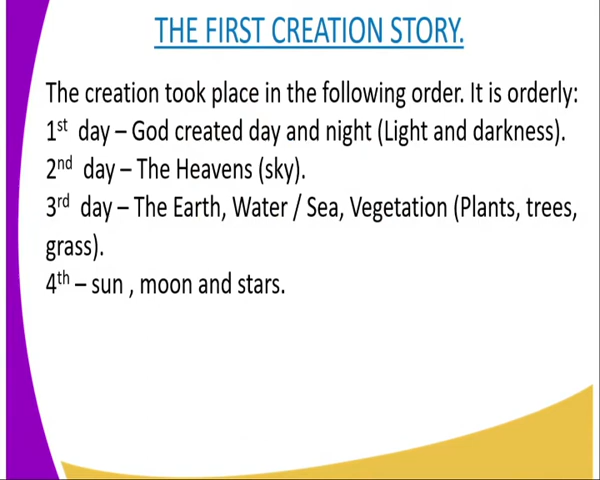 THE FIRST CREATION STORY.
The creation took place in the following order. It is orderly:
1st day – God created day and night (Light and darkness).
2nd day – The Heavens (sky).
3rd day – The Earth, Water / Sea, Vegetation (Plants, trees,
grass).
4th – sun , moon and stars.